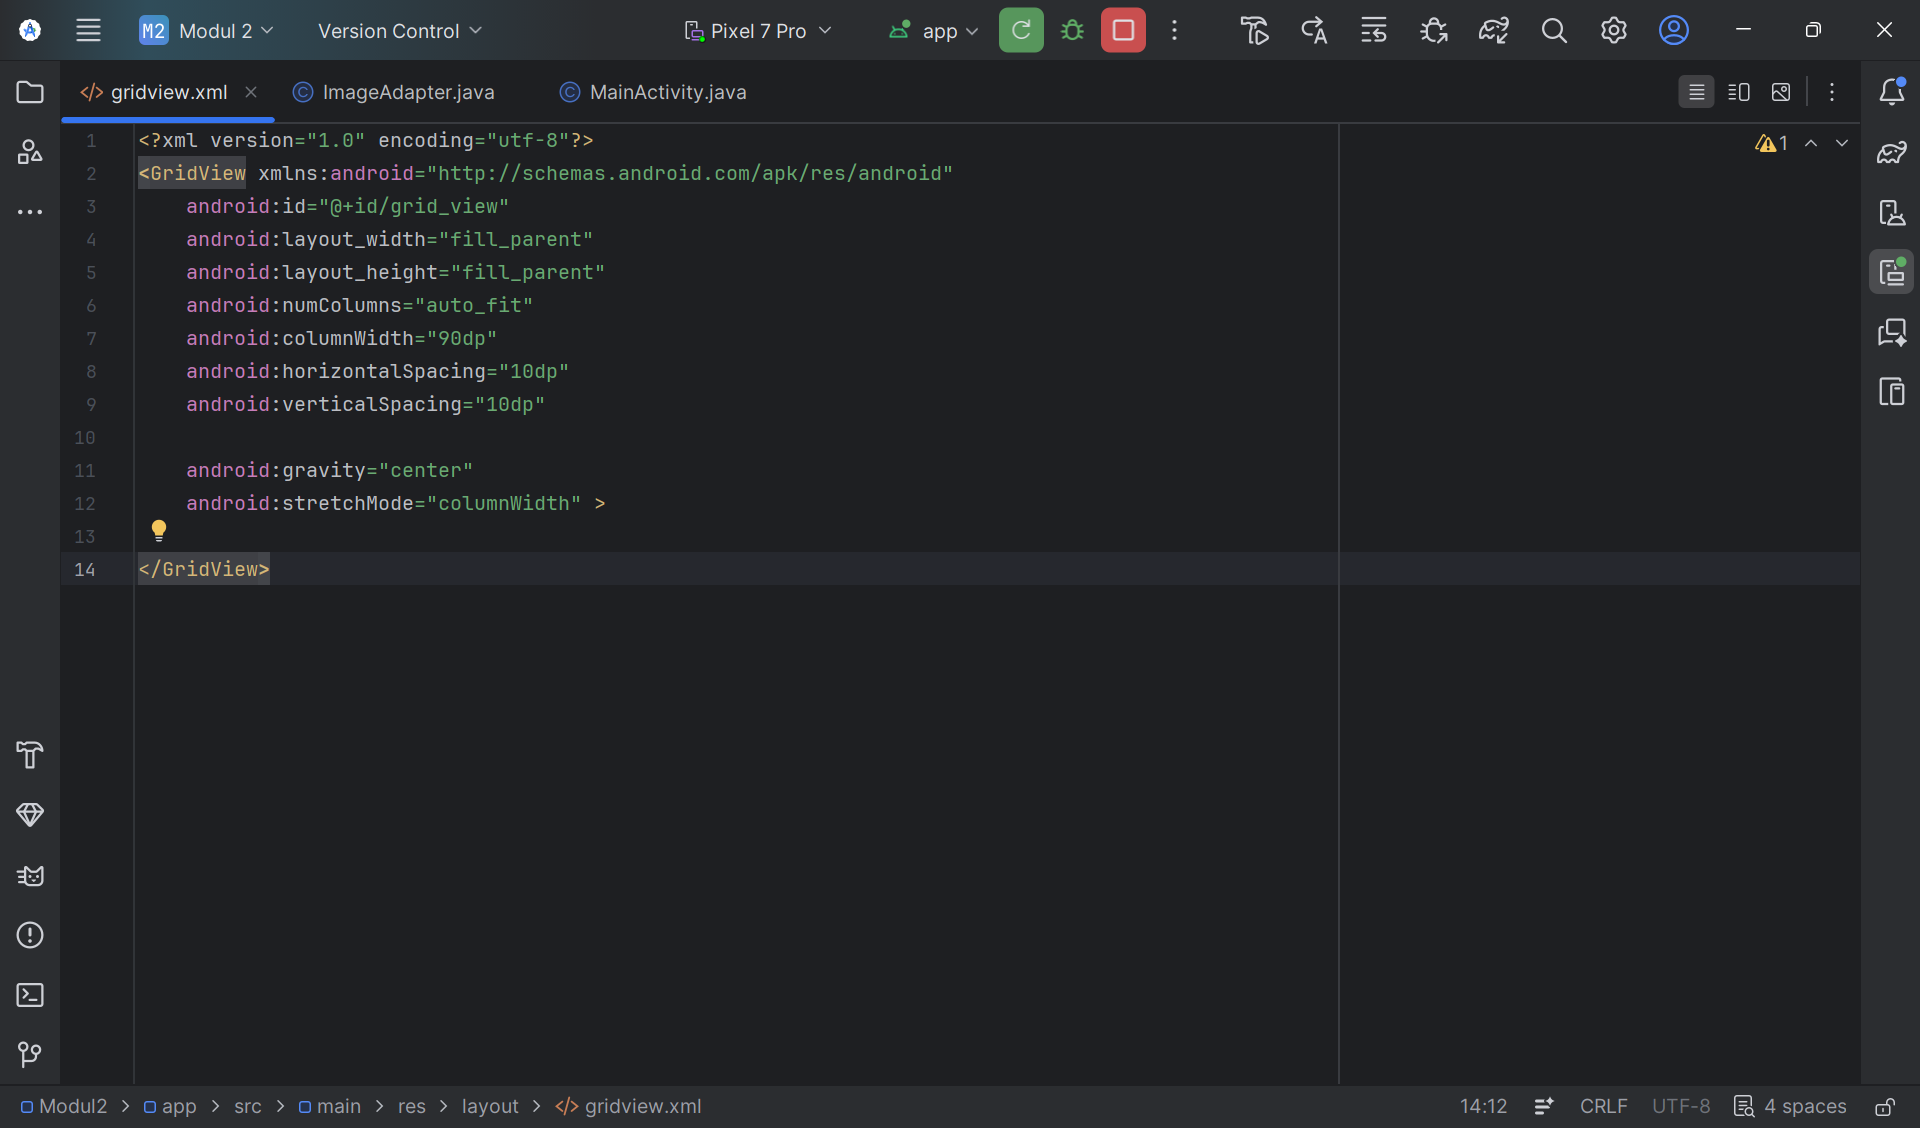 M2 Modul 2 Version Control Pixel 7 Pro app
gridview.xml ImageAdapter.java MainActivity.java
1 <?xml version="1.0" encoding="utf-8"?> 1
2 <GridView xmlns:android="http://schemas.android.com/apk/res/android"
3 android:id="@+id/grid_view"
4 android:layout_width="fill_parent"
5 android:layout_height="fill_parent"
6 android:numColumns="auto_fit"
7 android:columnWidth="90dp"
8 android:horizontalSpacing="10dp"
9 android:verticalSpacing="10dp"
10
11 android:gravity="center"
12 android:stretchMode="columnWidth" >
13
14 </GridView>
Modul2 > app > src > main > res > layout > gridview.xml 14:12 CRLF UTF-8 4 spaces